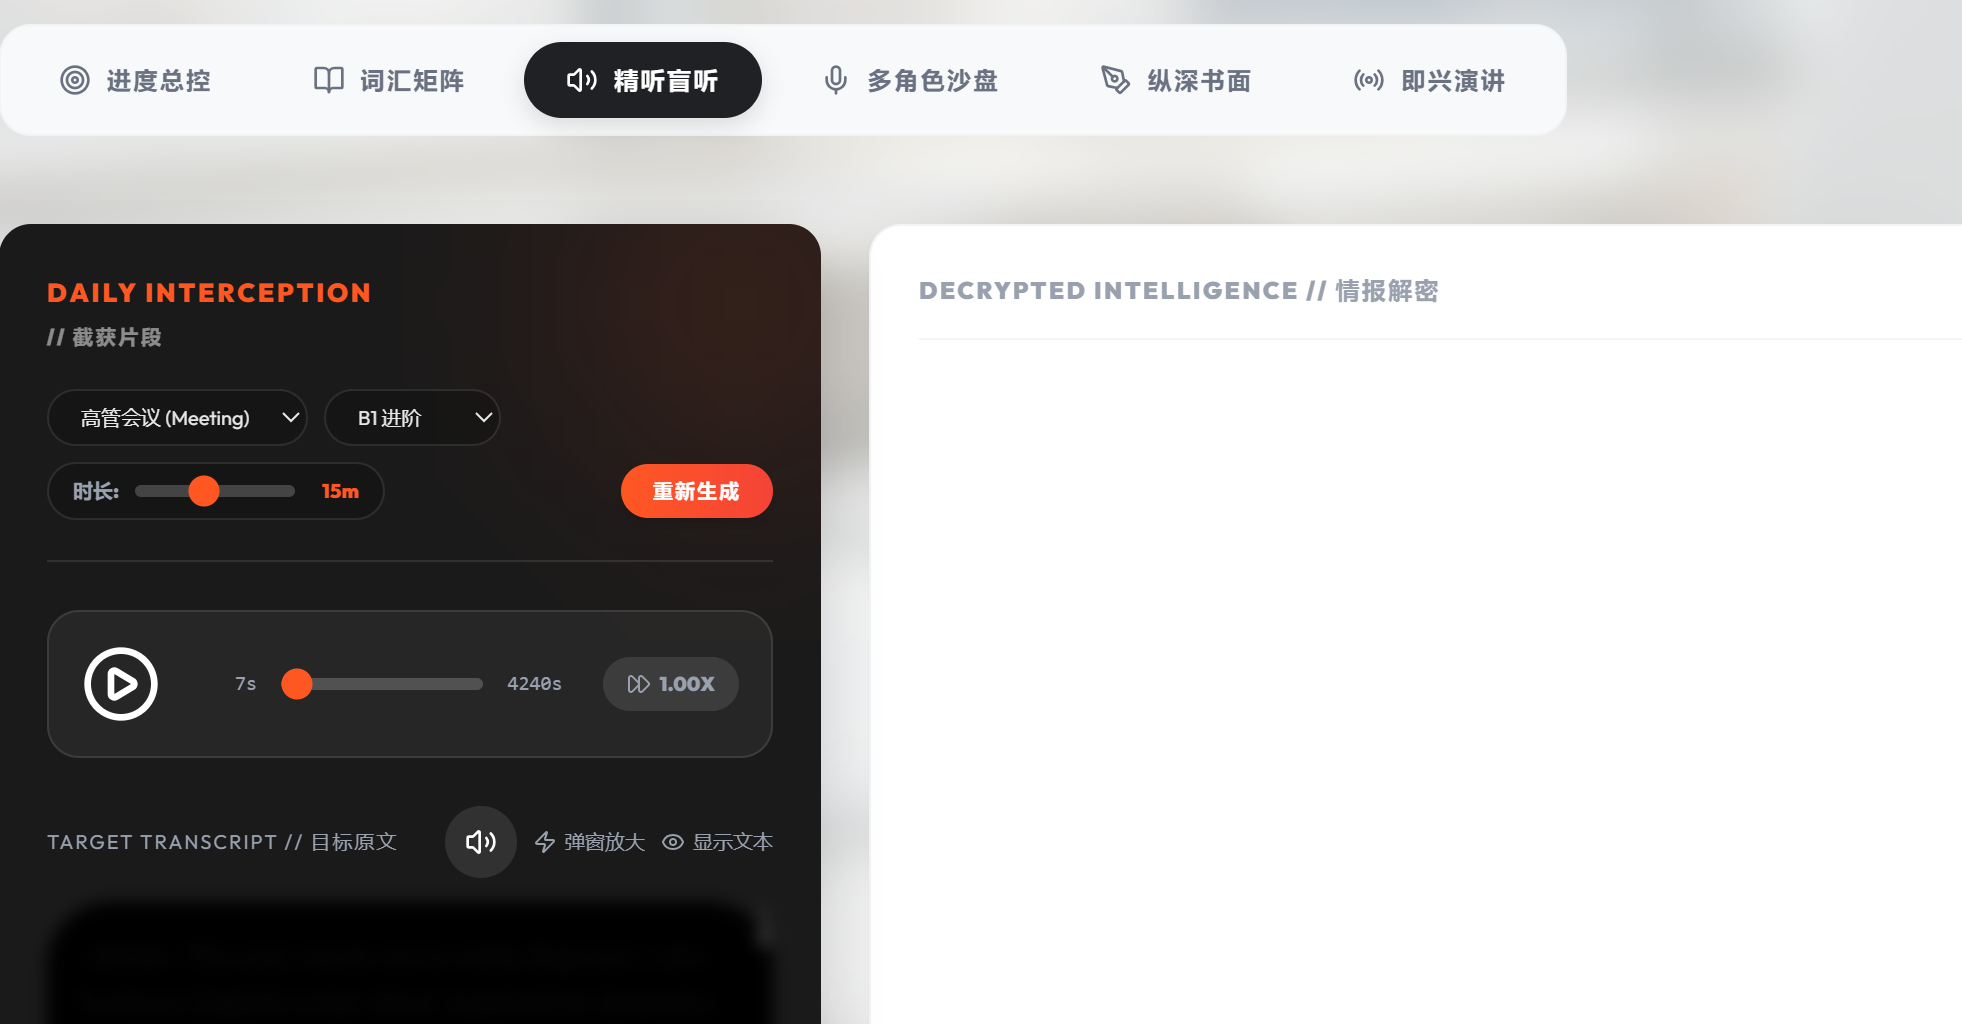 进度总控
词汇矩阵
精听盲听
多角色沙盘
纵深书面
即兴演讲
DAILY INTERCEPTION
// 截获片段
高管会议 (Meeting)
B1 进阶
时长:
15m
重新生成
7s
4240s
1.00X
TARGET TRANSCRIPT // 目标原文
弹窗放大
显示文本
DECRYPTED INTELLIGENCE // 情报解密